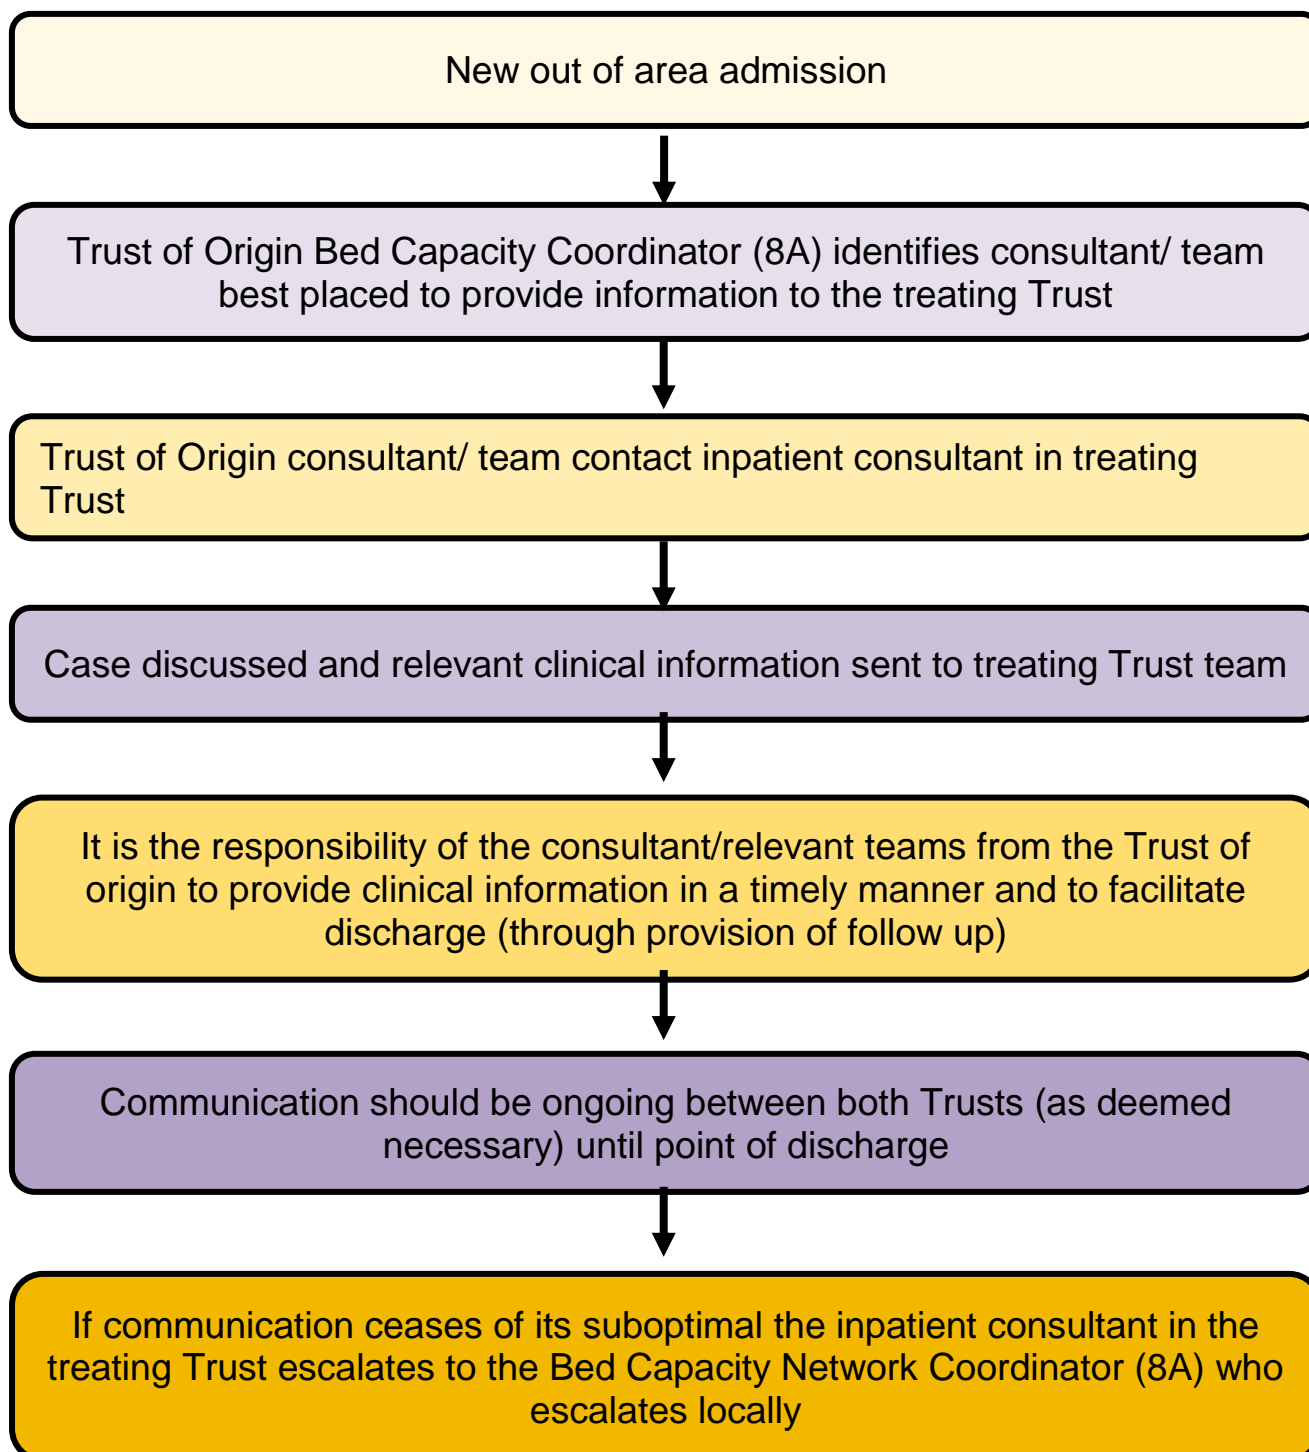 New out of area admission
Trust of Origin Bed Capacity Coordinator (8A) identifies consultant/ team
best placed to provide information to the treating Trust
Trust of Origin consultant/ team contact inpatient consultant in treating
Trust
Case discussed and relevant clinical information sent to treating Trust team
It is the responsibility of the consultant/relevant teams from the Trust of
origin to provide clinical information in a timely manner and to facilitate
discharge (through provision of follow up)
Communication should be ongoing between both Trusts (as deemed
necessary) until point of discharge
If communication ceases of its suboptimal the inpatient consultant in the
treating Trust escalates to the Bed Capacity Network Coordinator (8A) who
escalates locally